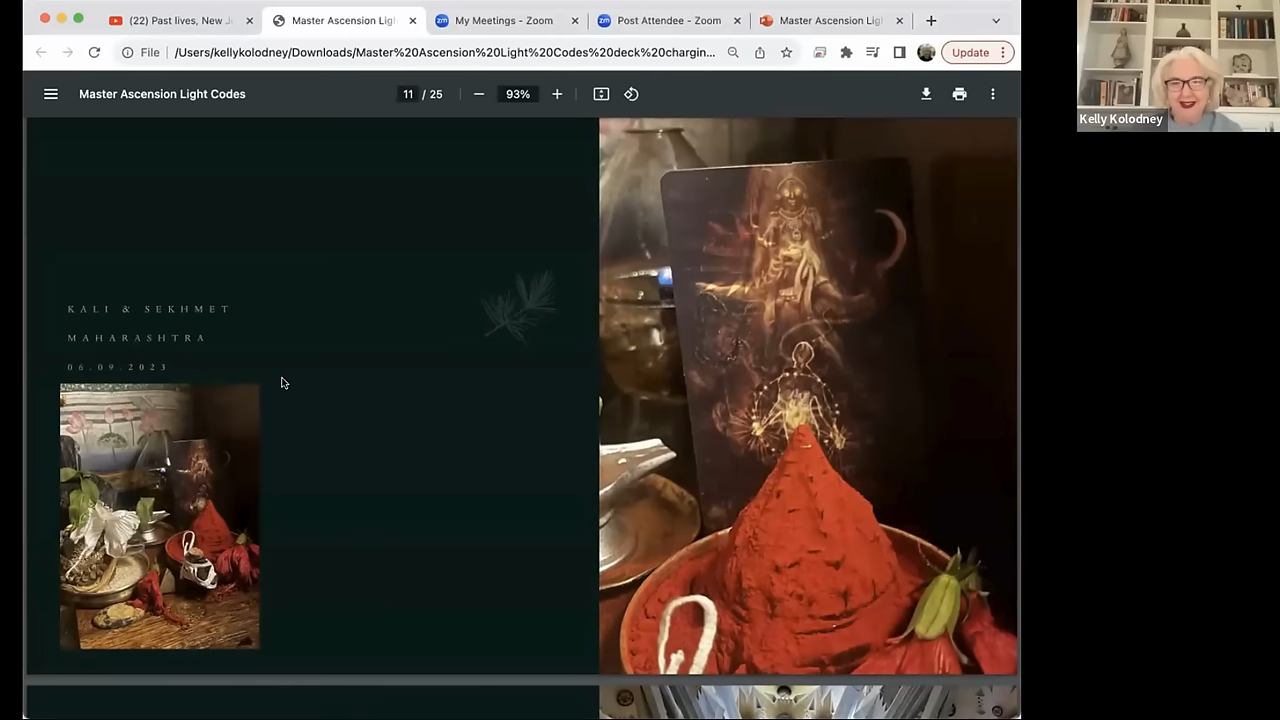 (22) Past lives, New J
Master Ascension Ligh
My Meetings - Zoom
Post Attendee - Zoom
Master Ascension Ligh
File
/Users/kellykolodney/Downloads/Master%20Ascension%20Light%20Codes%20deck%20chargin...
Update
Master Ascension Light Codes
11 / 25
93%
KALI & SEKHMET
MAHARASHTRA
06.09.2023
Kelly Kolodney